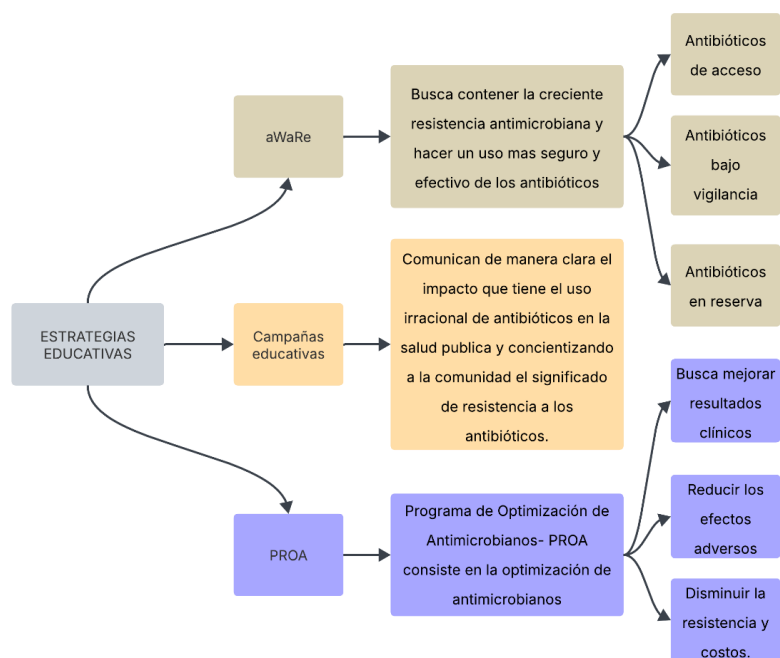 ESTRATEGIAS
EDUCATIVAS
aWaRe
Busca contener la creciente
resistencia antimicrobiana y
hacer un uso mas seguro y
efectivo de los antibióticos
Antibióticos
de acceso
Antibióticos
bajo
vigilancia
Antibióticos
en reserva
Campañas
educativas
Comunican de manera clara el
impacto que tiene el uso
irracional de antibióticos en la
salud publica y concientizando
a la comunidad el significado
de resistencia a los
antibióticos.
PROA
Programa de Optimización de
Antimicrobianos- PROA
consiste en la optimización de
antimicrobianos
Busca mejorar
resultados
clínicos
Reducir los
efectos
adversos
Disminuir la
resistencia y
costos.